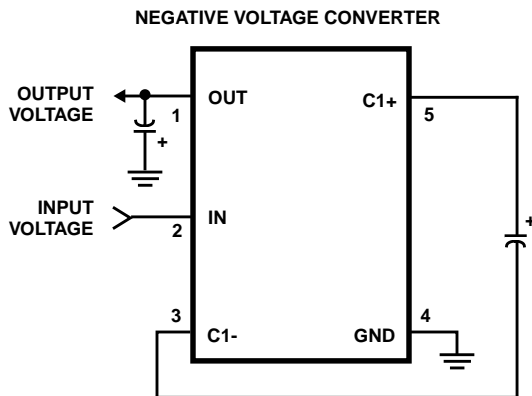 NEGATIVE VOLTAGE CONVERTER
OUTPUT
VOLTAGE
1
OUT
C1+
5
+
INPUT
VOLTAGE
2
IN
+
3
C1-
GND
4